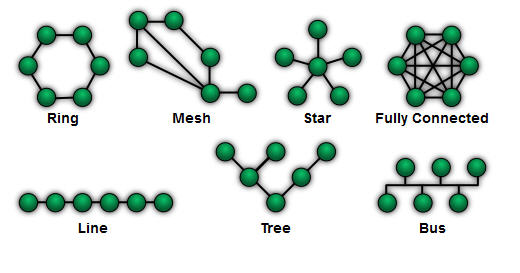 Ring
Mesh
Star
Fully Connected
Line
Tree
Bus